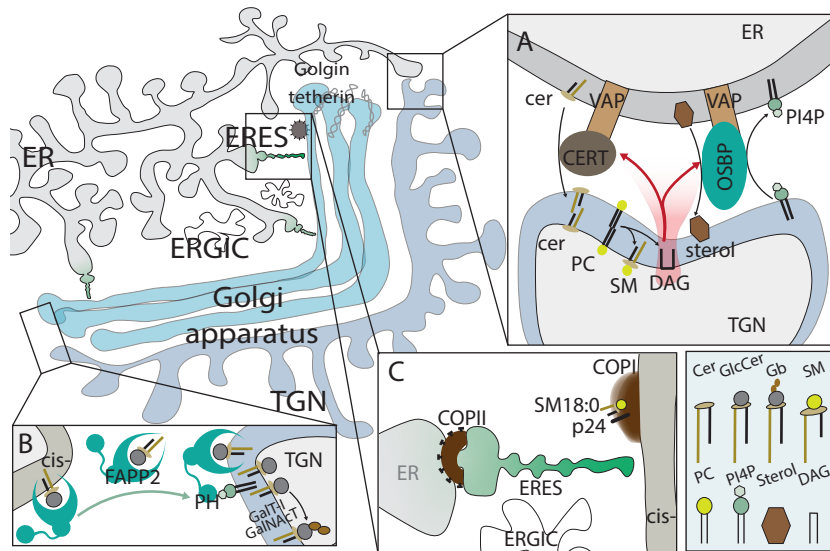 Golgin
tetherin
ERES
ER
ERGIC
Golgi
apparatus
TGN
A
ER
cer
VAP
VAP
PI4P
CERT
OSBP
cer
PC
SM
DAG
sterol
TGN
B
cis-
FAPP2
PH
TGN
GalT-I
GalNAcT
C
COPI
SM18:0
p24
COPII
ER
ERES
ERGIC
cis-
Cer
GlcCer
Gb
SM
PC
PI4P
Sterol
DAG